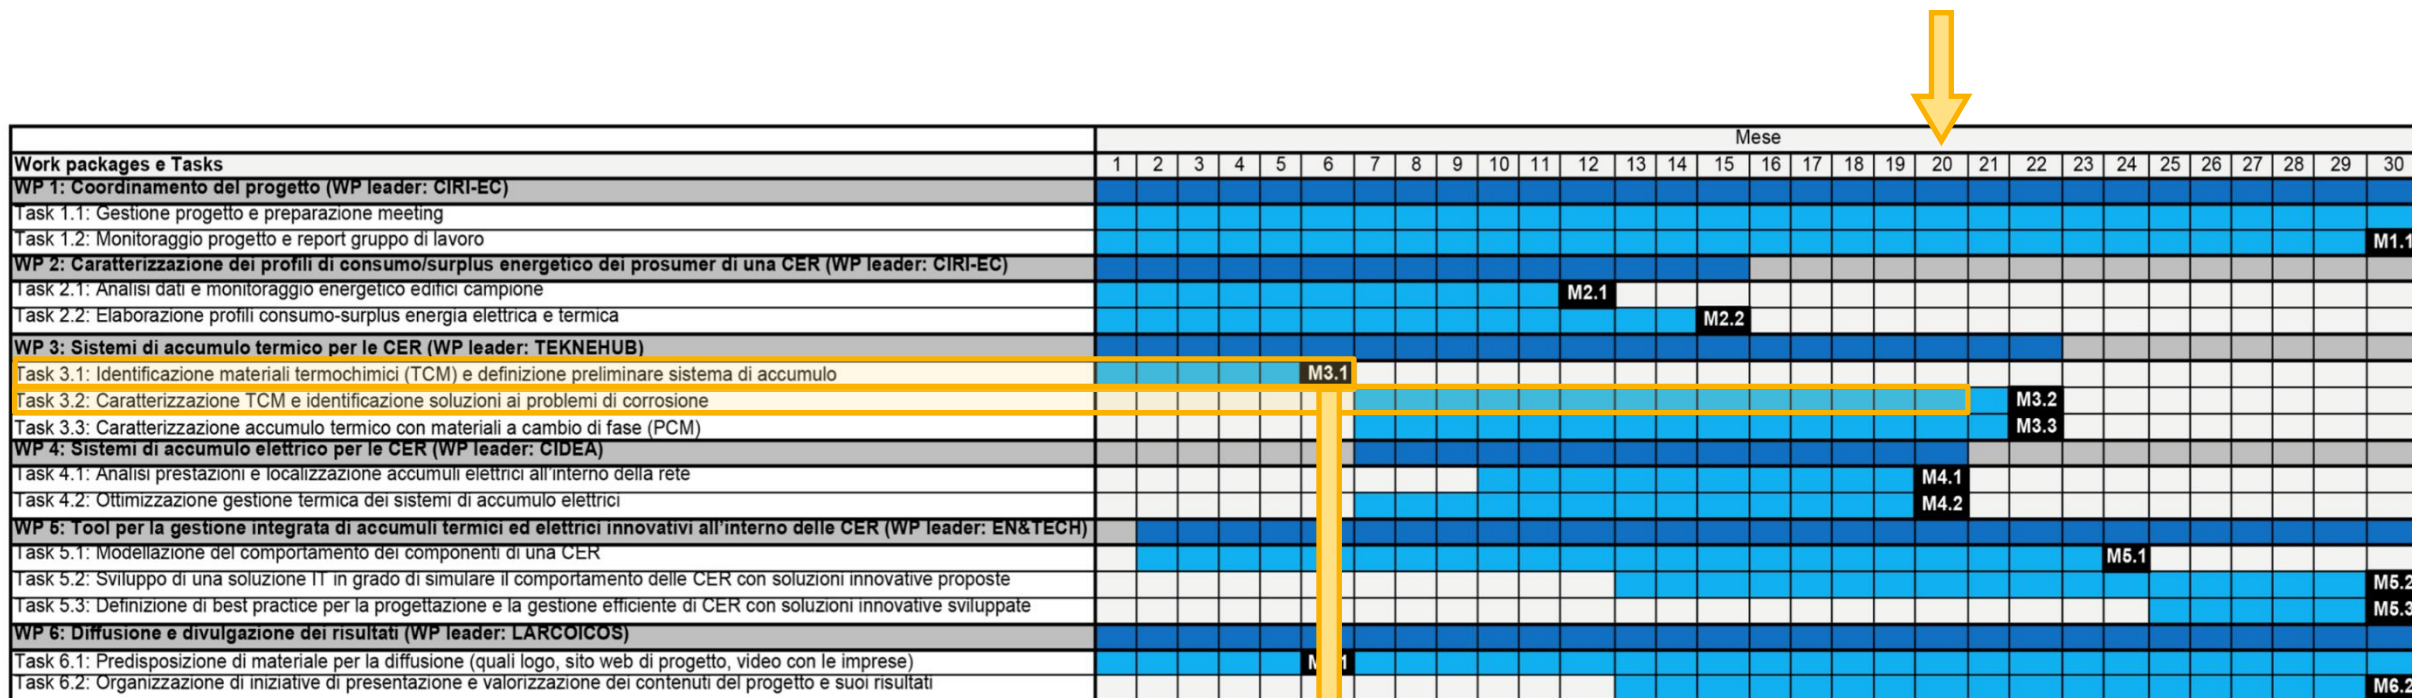 Mese
Work packages e Tasks 1 2 3 4 5 6 7 8 9 10 11 12 13 14 15 16 17 18 19 20 21 22 23 24 25 26 27 28 29 30
WP 1: Coordinamento del progetto (WP leader: CIRI-EC)
Task 1.1: Gestione progetto e preparazione meeting
Task 1.2: Monitoraggio progetto e report gruppo di lavoro M1.1
WP 2: Caratterizzazione dei profili di consumo/surplus energetico dei prosumer di una CER (WP leader: CIRI-EC)
Task 2.1: Analisi dati e monitoraggio energetico edifici campione M2.1
Task 2.2: Elaborazione profili consumo-surplus energia elettrica e termica M2.2
WP 3: Sistemi di accumulo termico per le CER (WP leader: TEKNEHUB)
Task 3.1: Identificazione materiali termochimici (TCM) e definizione preliminare sistema di accumulo M3.1
Task 3.2: Caratterizzazione TCM e identificazione soluzioni ai problemi di corrosione M3.2
Task 3.3: Caratterizzazione accumulo termico con materiali a cambio di fase (PCM) M3.3
WP 4: Sistemi di accumulo elettrico per le CER (WP leader: CIDEA)
Task 4.1: Analisi prestazioni e localizzazione accumuli elettrici all'interno della rete M4.1
Task 4.2: Ottimizzazione gestione termica dei sistemi di accumulo elettrici M4.2
WP 5: Tool per la gestione integrata di accumuli termici ed elettrici innovativi all'interno delle CER (WP leader: EN&TECH)
Task 5.1: Modellazione del comportamento dei componenti di una CER M5.1
Task 5.2: Sviluppo di una soluzione IT in grado di simulare il comportamento delle CER con soluzioni innovative proposte M5.2
Task 5.3: Definizione di best practice per la progettazione e la gestione efficiente di CER con soluzioni innovative sviluppate M5.3
WP 6: Diffusione e divulgazione dei risultati (WP leader: LARCOICOS)
Task 6.1: Predisposizione di materiale per la diffusione (quali logo, sito web di progetto, video con le imprese)
Task 6.2: Organizzazione di iniziative di presentazione e valorizzazione dei contenuti del progetto e suoi risultati M6.2